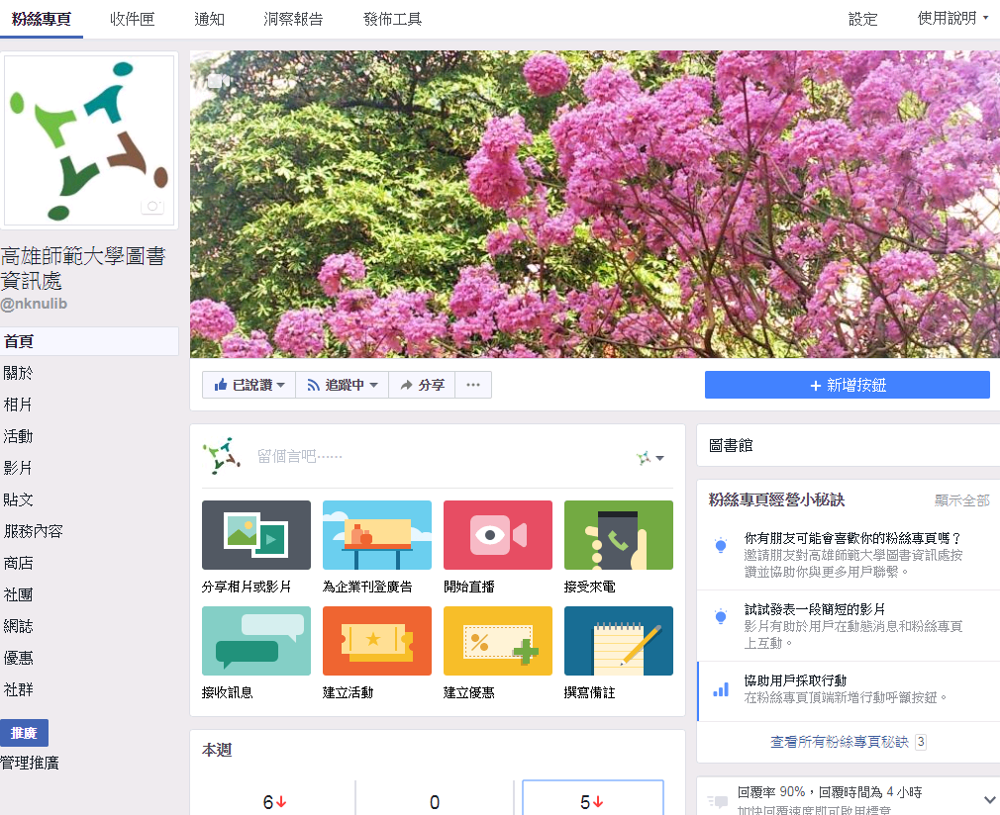 粉絲專頁 收件匣 通知 洞察報告 發佈工具 設定 使用說明
高雄師範大學圖書
資訊處
@nknulib
首頁
關於
相片
活動
影片
貼文
服務內容
商店
社團
網誌
優惠
社群
推廣
管理推廣
已說讚 追蹤中 分享 ...
+ 新增按鈕
留個言吧……
分享相片或影片 為企業刊登廣告 開始直播 接受來電
接收訊息 建立活動 建立優惠 撰寫備註
本週
6 0 5
圖書館
粉絲專頁經營小秘訣 顯示全部
你有朋友可能會喜歡你的粉絲專頁嗎？
邀請朋友對高雄師範大學圖書資訊處按
讚並協助你與更多用戶聯繫。
試試發表一段簡短的影片
影片有助於用戶在動態消息和粉絲專頁
上互動。
協助用戶採取行動
在粉絲專頁頂端新增行動呼籲按鈕。
查看所有粉絲專頁秘訣 3
回覆率 90%，回覆時間為 4 小時
加快回覆速度即可啟用標章